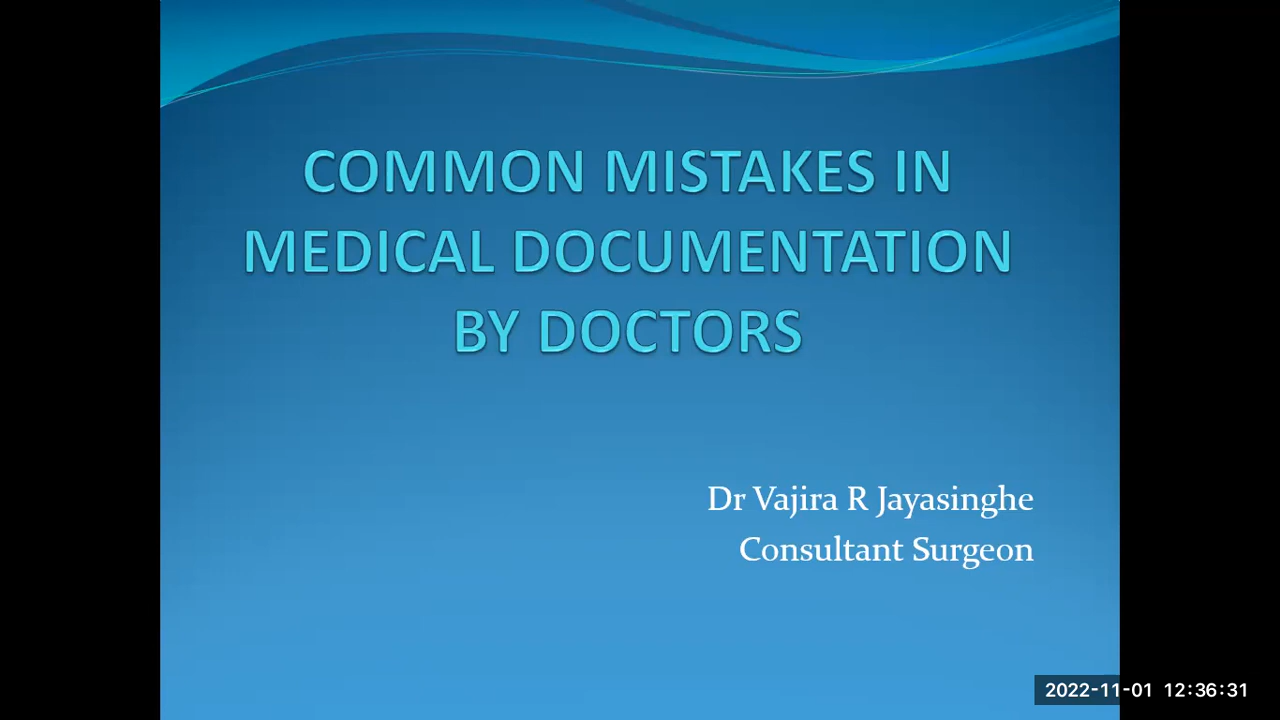 COMMON MISTAKES IN
MEDICAL DOCUMENTATION
BY DOCTORS
Dr Vajira R Jayasinghe
Consultant Surgeon
2022-11-01 12:36:31